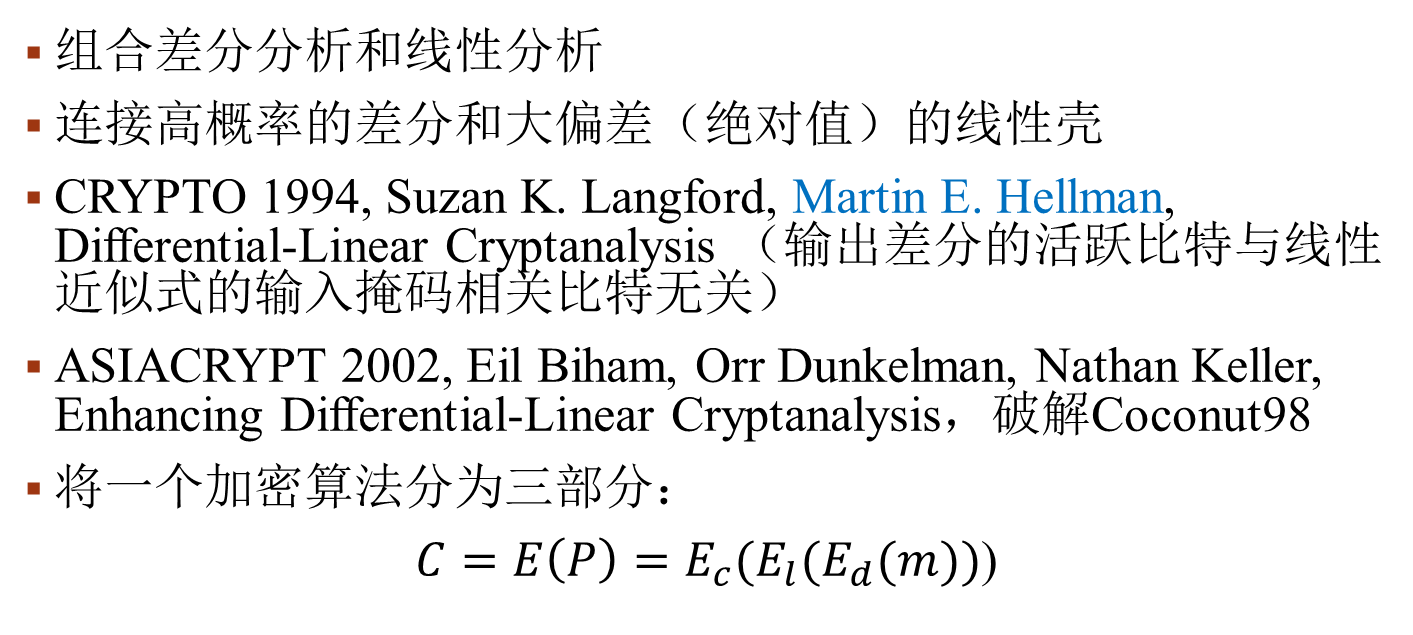 ▪ 组合差分分析和线性分析
▪ 连接高概率的差分和大偏差（绝对值）的线性壳
▪ CRYPTO 1994, Suzan K. Langford, Martin E. Hellman,
Differential-Linear Cryptanalysis （输出差分的活跃比特与线性
近似式的输入掩码相关比特无关）
▪ ASIACRYPT 2002, Eil Biham, Orr Dunkelman, Nathan Keller,
Enhancing Differential-Linear Cryptanalysis，破解Coconut98
▪ 将一个加密算法分为三部分：
C = E(P) = E_c(E_l(E_d(m)))